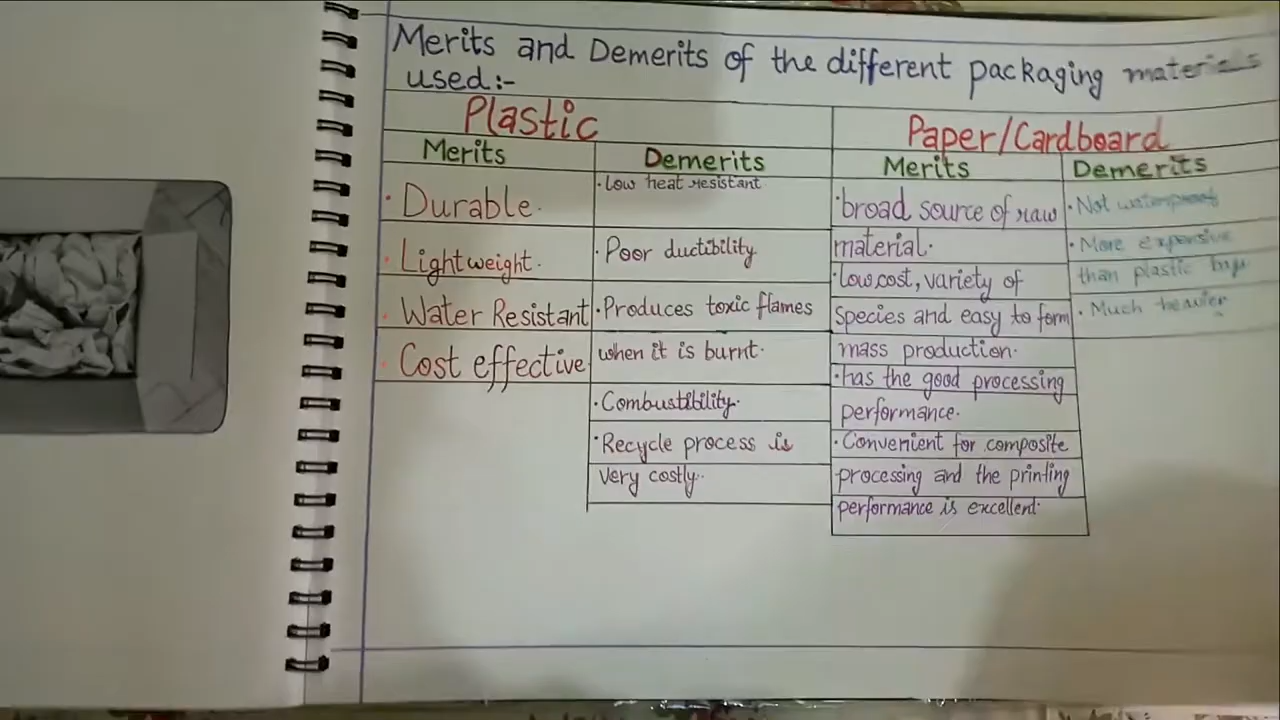 Merits and Demerits of the different packaging materials
used:-
Plastic
Merits
Demerits
· Durable.
· Lightweight.
· Water Resistant
· Cost effective
· Low heat resistant
· Poor ductibility
· Produces toxic flames
when it is burnt.
· Combustibility.
· Recycle process is
very costly.
Paper/Cardboard
Merits
Demerits
· broad source of raw
material.
· low cost, variety of
species and easy to form
mass production.
· has the good processing
performance.
· Convenient for composite
processing and the printing
performance is excellent.
· Not waterproof
· More expensive
than plastic
· Much heavier